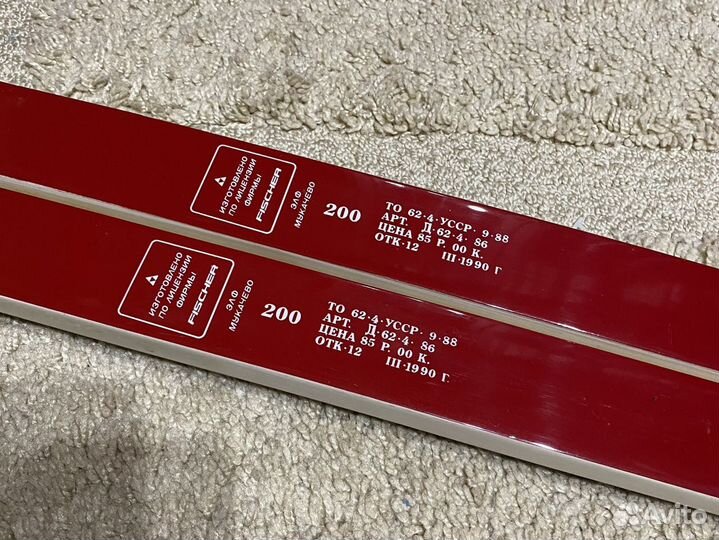 ИЗГОТОВЛЕНО
ПО ЛИЦЕНЗИИ
ФИРМЫ
FISCHER
ЭЛФ
МУКАЧЕВО
200
ТО 62·4·УССР· 9·88
АРТ. Д·62·4· 86
ЦЕНА 85 Р. 00 К.
ОТК·12 III·1990 Г.
ИЗГОТОВЛЕНО
ПО ЛИЦЕНЗИИ
ФИРМЫ
FISCHER
ЭЛФ
МУКАЧЕВО
200
ТО 62·4·УССР· 9·88
АРТ. Д·62·4· 86
ЦЕНА 85 Р. 00 К.
ОТК·12 III·1990 Г.
Avito